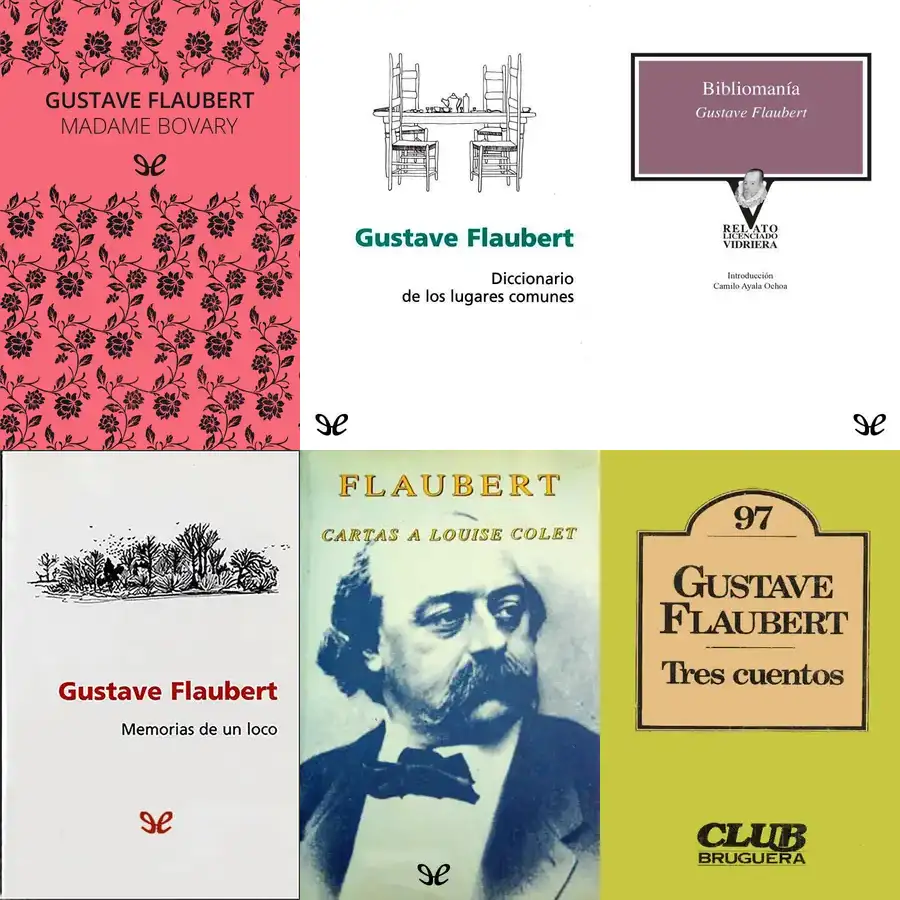 GUSTAVE FLAUBERT
MADAME BOVARY
Gustave Flaubert
Diccionario
de los lugares comunes
Bibliomanía
Gustave Flaubert
V
RELATO
LICENCIADO
VIDRIERA
Introducción
Camilo Ayala Ochoa
Gustave Flaubert
Memorias de un loco
FLAUBERT
CARTAS A LOUISE COLET
97
GUSTAVE
FLAUBERT
Tres cuentos
CLUB
BRUGUERA